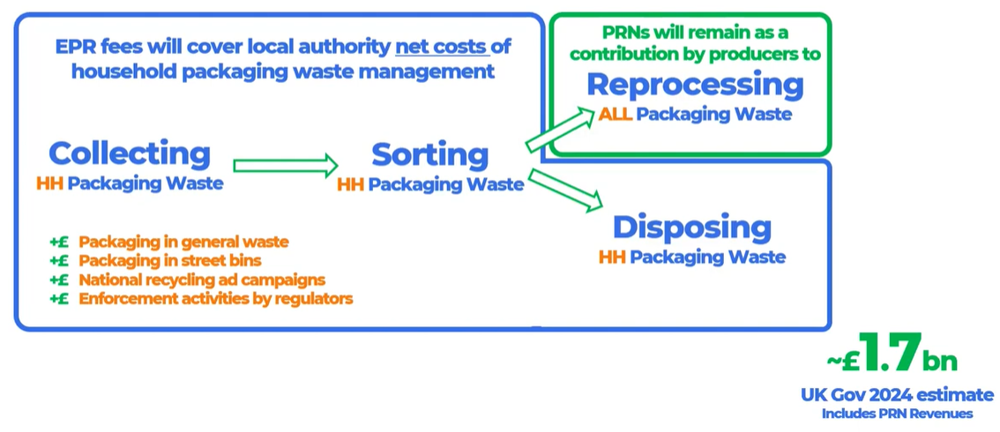 EPR fees will cover local authority net costs of
household packaging waste management
PRNs will remain as a
contribution by producers to
Reprocessing
ALL Packaging Waste
Collecting
HH Packaging Waste
Sorting
HH Packaging Waste
Disposing
HH Packaging Waste
+£ Packaging in general waste
+£ Packaging in street bins
+£ National recycling ad campaigns
+£ Enforcement activities by regulators
~£1.7bn
UK Gov 2024 estimate
Includes PRN Revenues